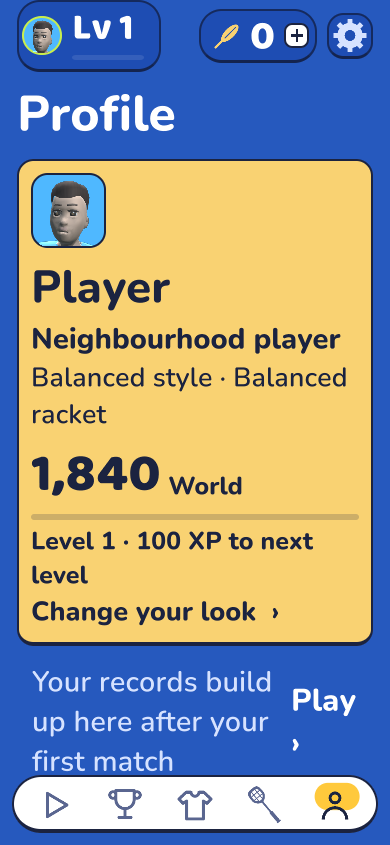 Lv 1
0
Profile
Player
Neighbourhood player
Balanced style · Balanced
racket
1,840 World
Level 1 · 100 XP to next
level
Change your look ›
Your records build
up here after your
first match
Play
›